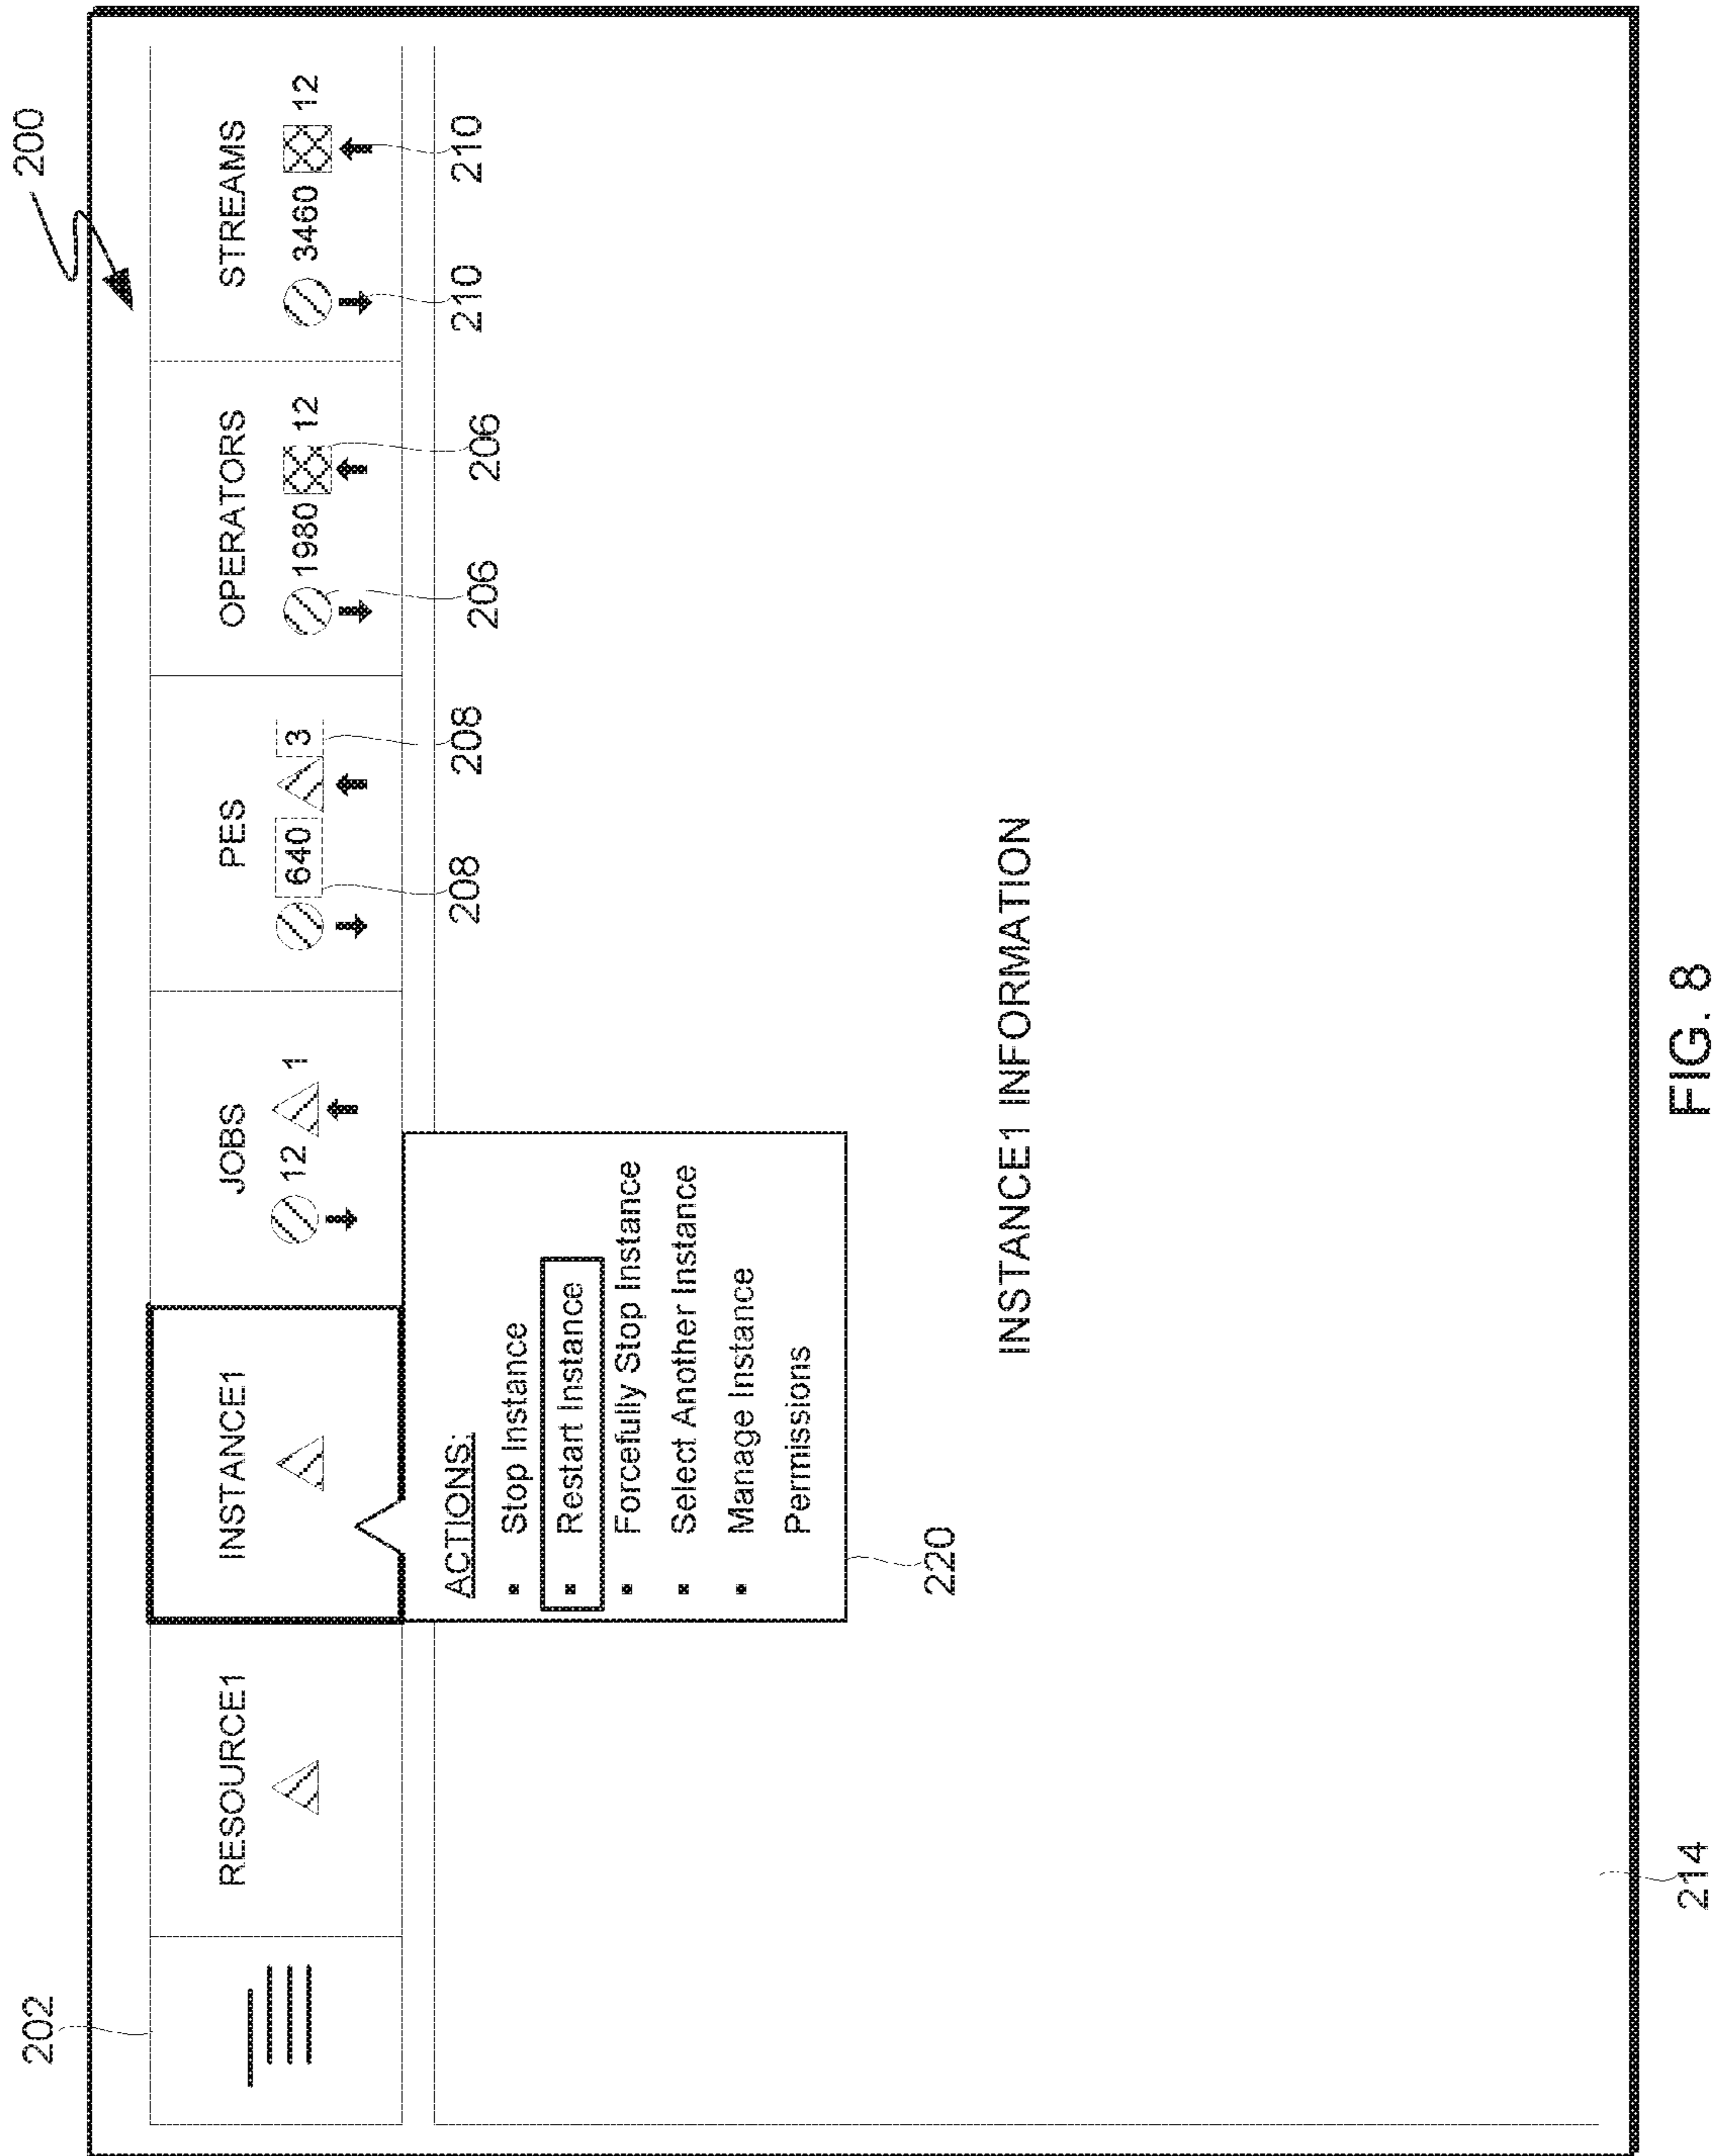 200
202
RESOURCE1
INSTANCE1
JOBS
12 1
PES
640 3
OPERATORS
1980 12
STREAMS
3460 12
208 208
206 206
210 210
ACTIONS:
▪ Stop Instance
▪ Restart Instance
▪ Forcefully Stop Instance
▪ Select Another Instance
▪ Manage Instance
Permissions
220
INSTANCE1 INFORMATION
214
FIG. 8